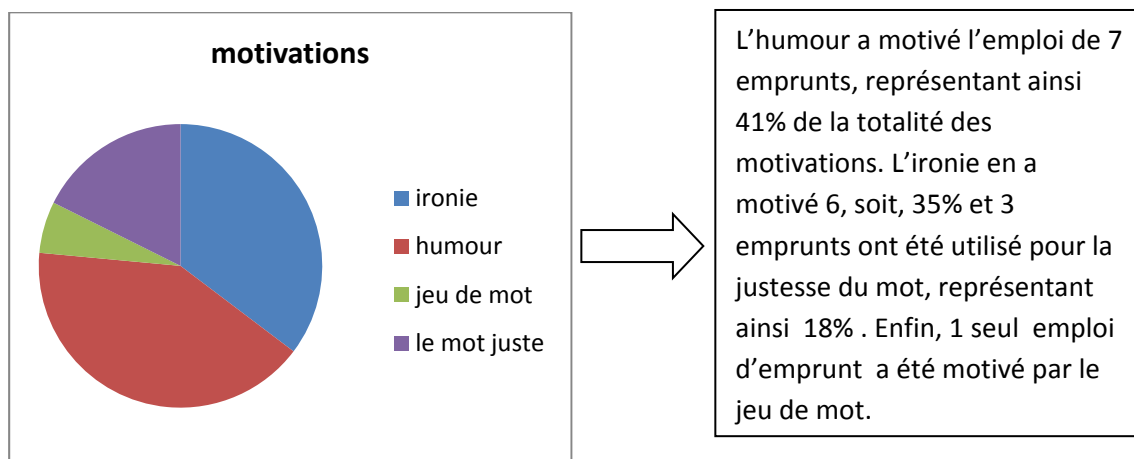 motivations
ironie
humour
jeu de mot
le mot juste
L’humour a motivé l’emploi de 7
emprunts, représentant ainsi
41% de la totalité des
motivations. L’ironie en a
motivé 6, soit, 35% et 3
emprunts ont été utilisé pour la
justesse du mot, représentant
ainsi  18% . Enfin, 1 seul  emploi
d’emprunt  a été motivé par le
jeu de mot.